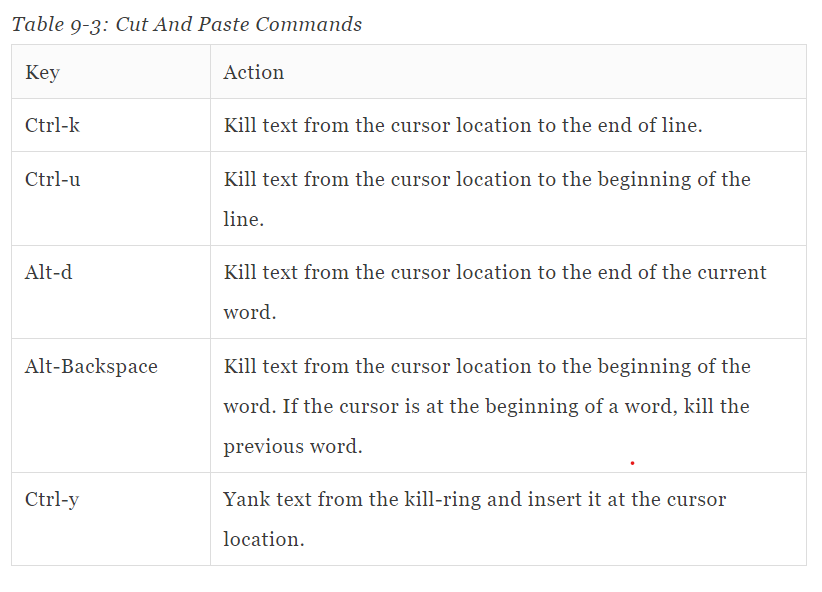 Table 9-3: Cut And Paste Commands
Key Action
Ctrl-k Kill text from the cursor location to the end of line.
Ctrl-u Kill text from the cursor location to the beginning of the
line.
Alt-d Kill text from the cursor location to the end of the current
word.
Alt-Backspace Kill text from the cursor location to the beginning of the
word. If the cursor is at the beginning of a word, kill the
previous word.
Ctrl-y Yank text from the kill-ring and insert it at the cursor
location.